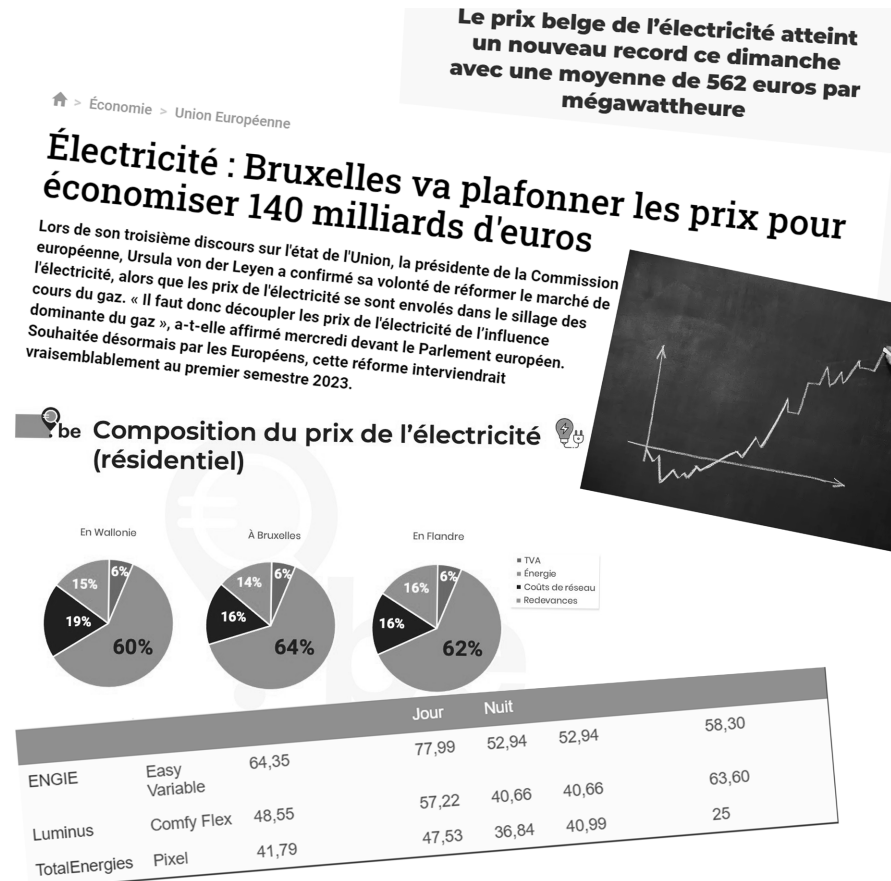 Le prix belge de l'électricité atteint
un nouveau record ce dimanche
avec une moyenne de 562 euros par
mégawattheure
> Économie > Union Européenne
Électricité : Bruxelles va plafonner les prix pour
économiser 140 milliards d'euros
Lors de son troisième discours sur l'état de l'Union, la présidente de la Commission
européenne, Ursula von der Leyen a confirmé sa volonté de réformer le marché de
l'électricité, alors que les prix de l'électricité se sont envolés dans le sillage des
cours du gaz. « Il faut donc découpler les prix de l'électricité de l'influence
dominante du gaz », a-t-elle affirmé mercredi devant le Parlement européen.
Souhaitée désormais par les Européens, cette réforme interviendrait
vraisemblablement au premier semestre 2023.
.be Composition du prix de l'électricité
(résidentiel)
En Wallonie
6%
15%
19%
60%
À Bruxelles
6%
14%
16%
64%
En Flandre
6%
16%
16%
62%
TVA
Énergie
Coûts de réseau
Redevances
Jour Nuit
ENGIE Easy Variable 64,35 77,99 52,94 52,94 58,30
Luminus Comfy Flex 48,55 57,22 40,66 40,66 63,60
TotalEnergies Pixel 41,79 47,53 36,84 40,99 25